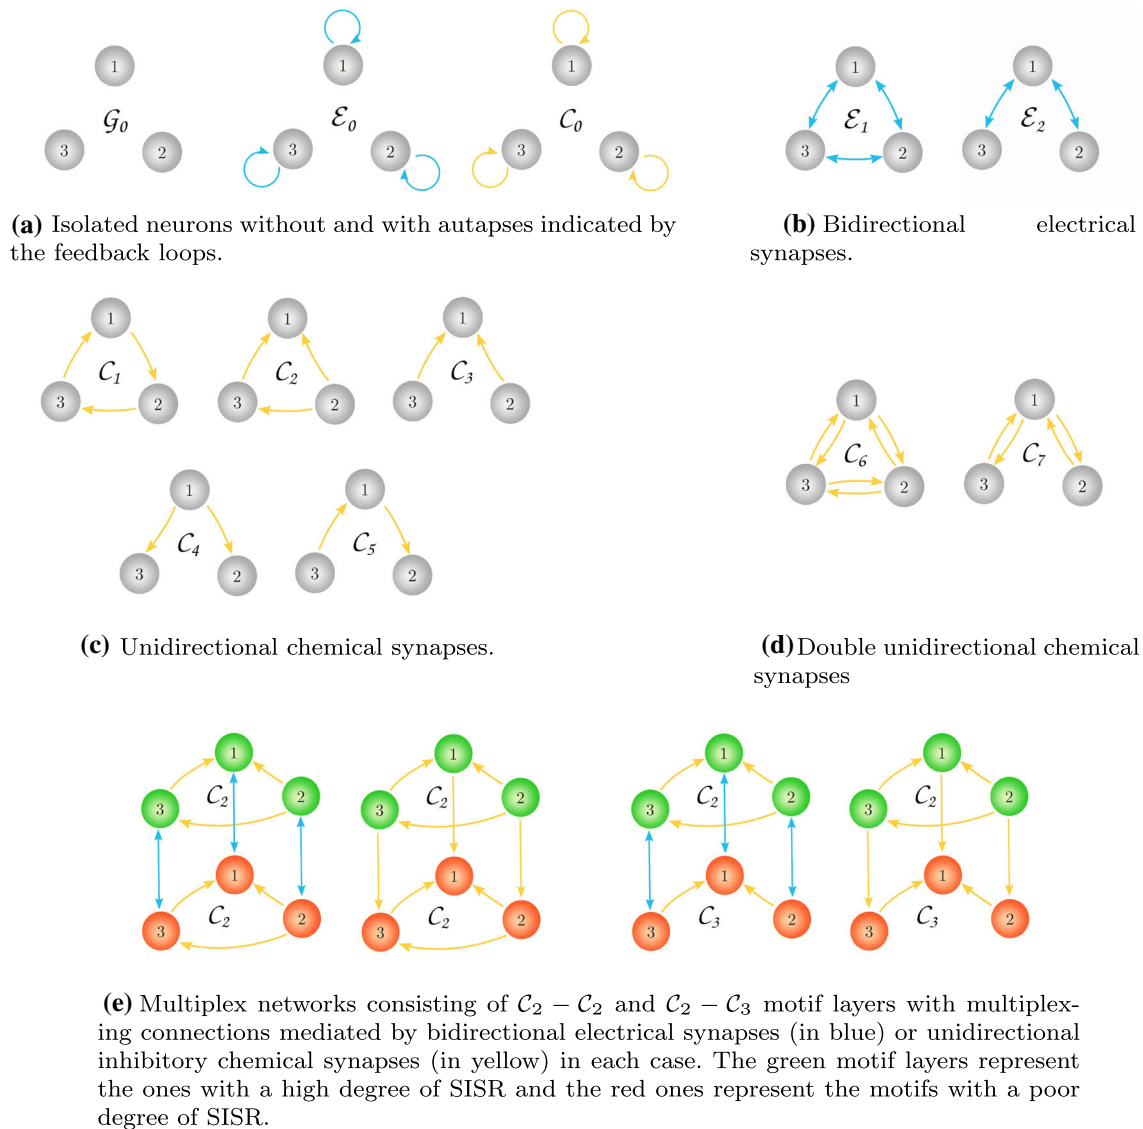 1 1 1 1 1
𝒢0 ℰ0 𝒞0 ℰ1 ℰ2
3 2 3 2 3 2 3 2 3 2
(a) Isolated neurons without and with autapses indicated by
the feedback loops.
(b) Bidirectional electrical
synapses.
1 1 1
𝒞1 𝒞2 𝒞3
3 2 3 2 3 2
1 1
𝒞4 𝒞5
3 2 3 2
(c) Unidirectional chemical synapses.
1 1
𝒞6 𝒞7
3 2 3 2
(d) Double unidirectional chemical
synapses
1 1 1 1
𝒞2 𝒞2 𝒞2 𝒞2
3 2 3 2 3 2 3 2
1 1 1 1
𝒞2 𝒞2 𝒞3 𝒞3
3 2 3 2 3 2 3 2
(e) Multiplex networks consisting of 𝒞2 − 𝒞2 and 𝒞2 − 𝒞3 motif layers with multiplex-
ing connections mediated by bidirectional electrical synapses (in blue) or unidirectional
inhibitory chemical synapses (in yellow) in each case. The green motif layers represent
the ones with a high degree of SISR and the red ones represent the motifs with a poor
degree of SISR.